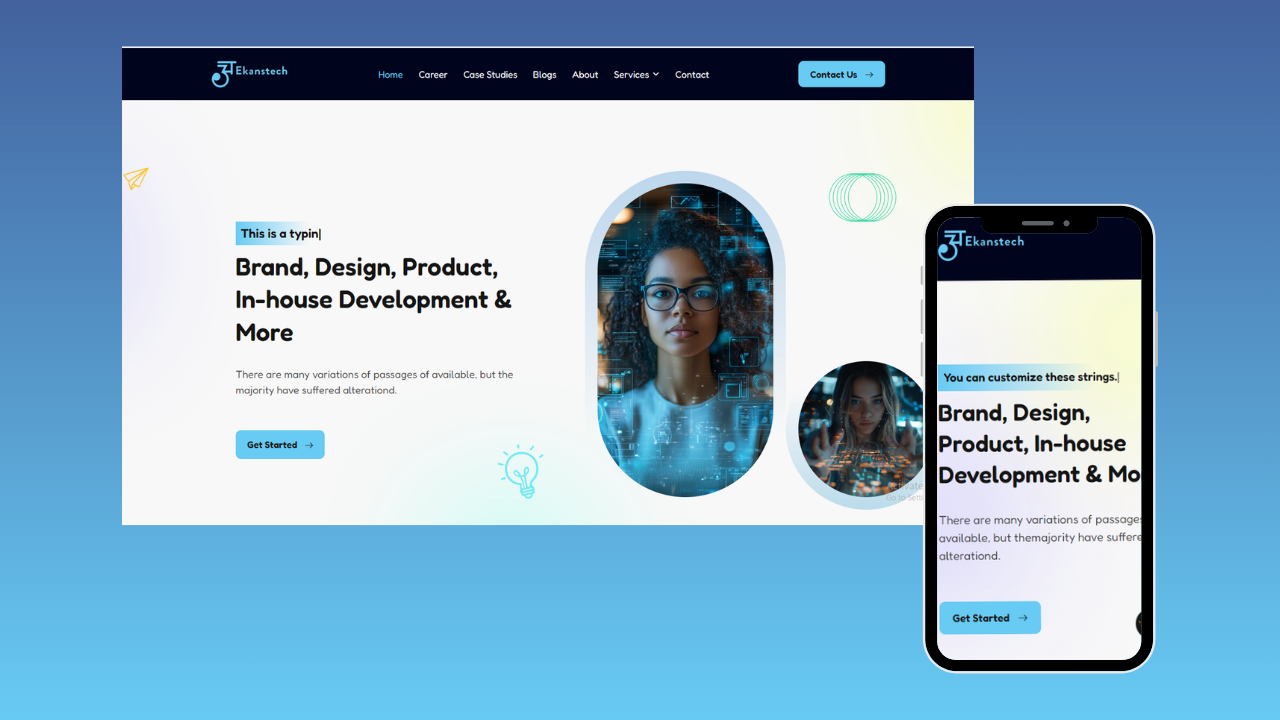 अ Ekanstech
Home Career Case Studies Blogs About Services Contact
Contact Us
This is a typin|
Brand, Design, Product,
In-house Development &
More
There are many variations of passages of available, but the
majority have suffered alterationd.
Get Started
अ Ekanstech
You can customize these strings.|
Brand, Design,
Product, In-house
Development & Mo
There are many variations of passages
available, but themajority have suffere
alterationd.
Get Started